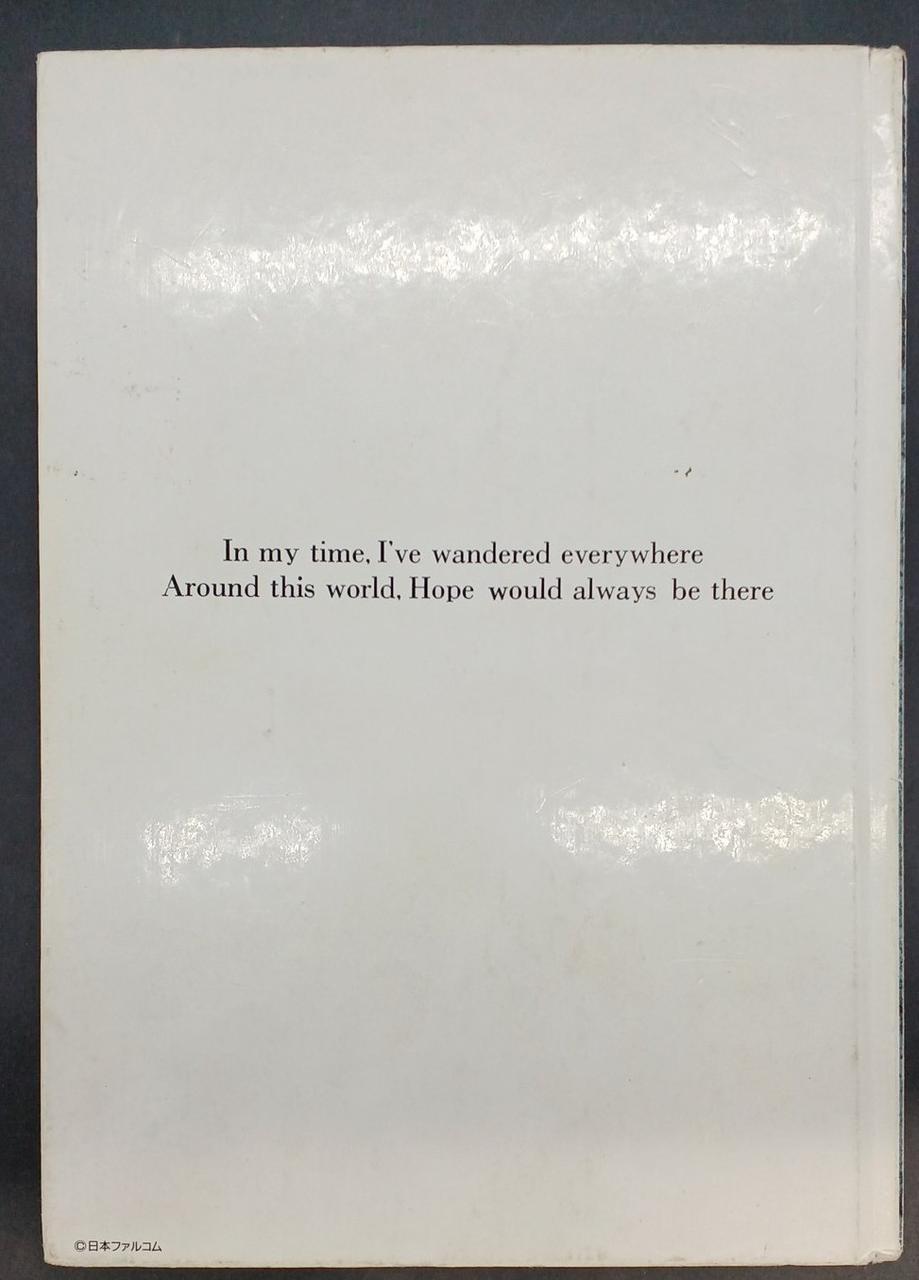 In my time, I've wandered everywhere
Around this world, Hope would always be there
©日本ファルコム